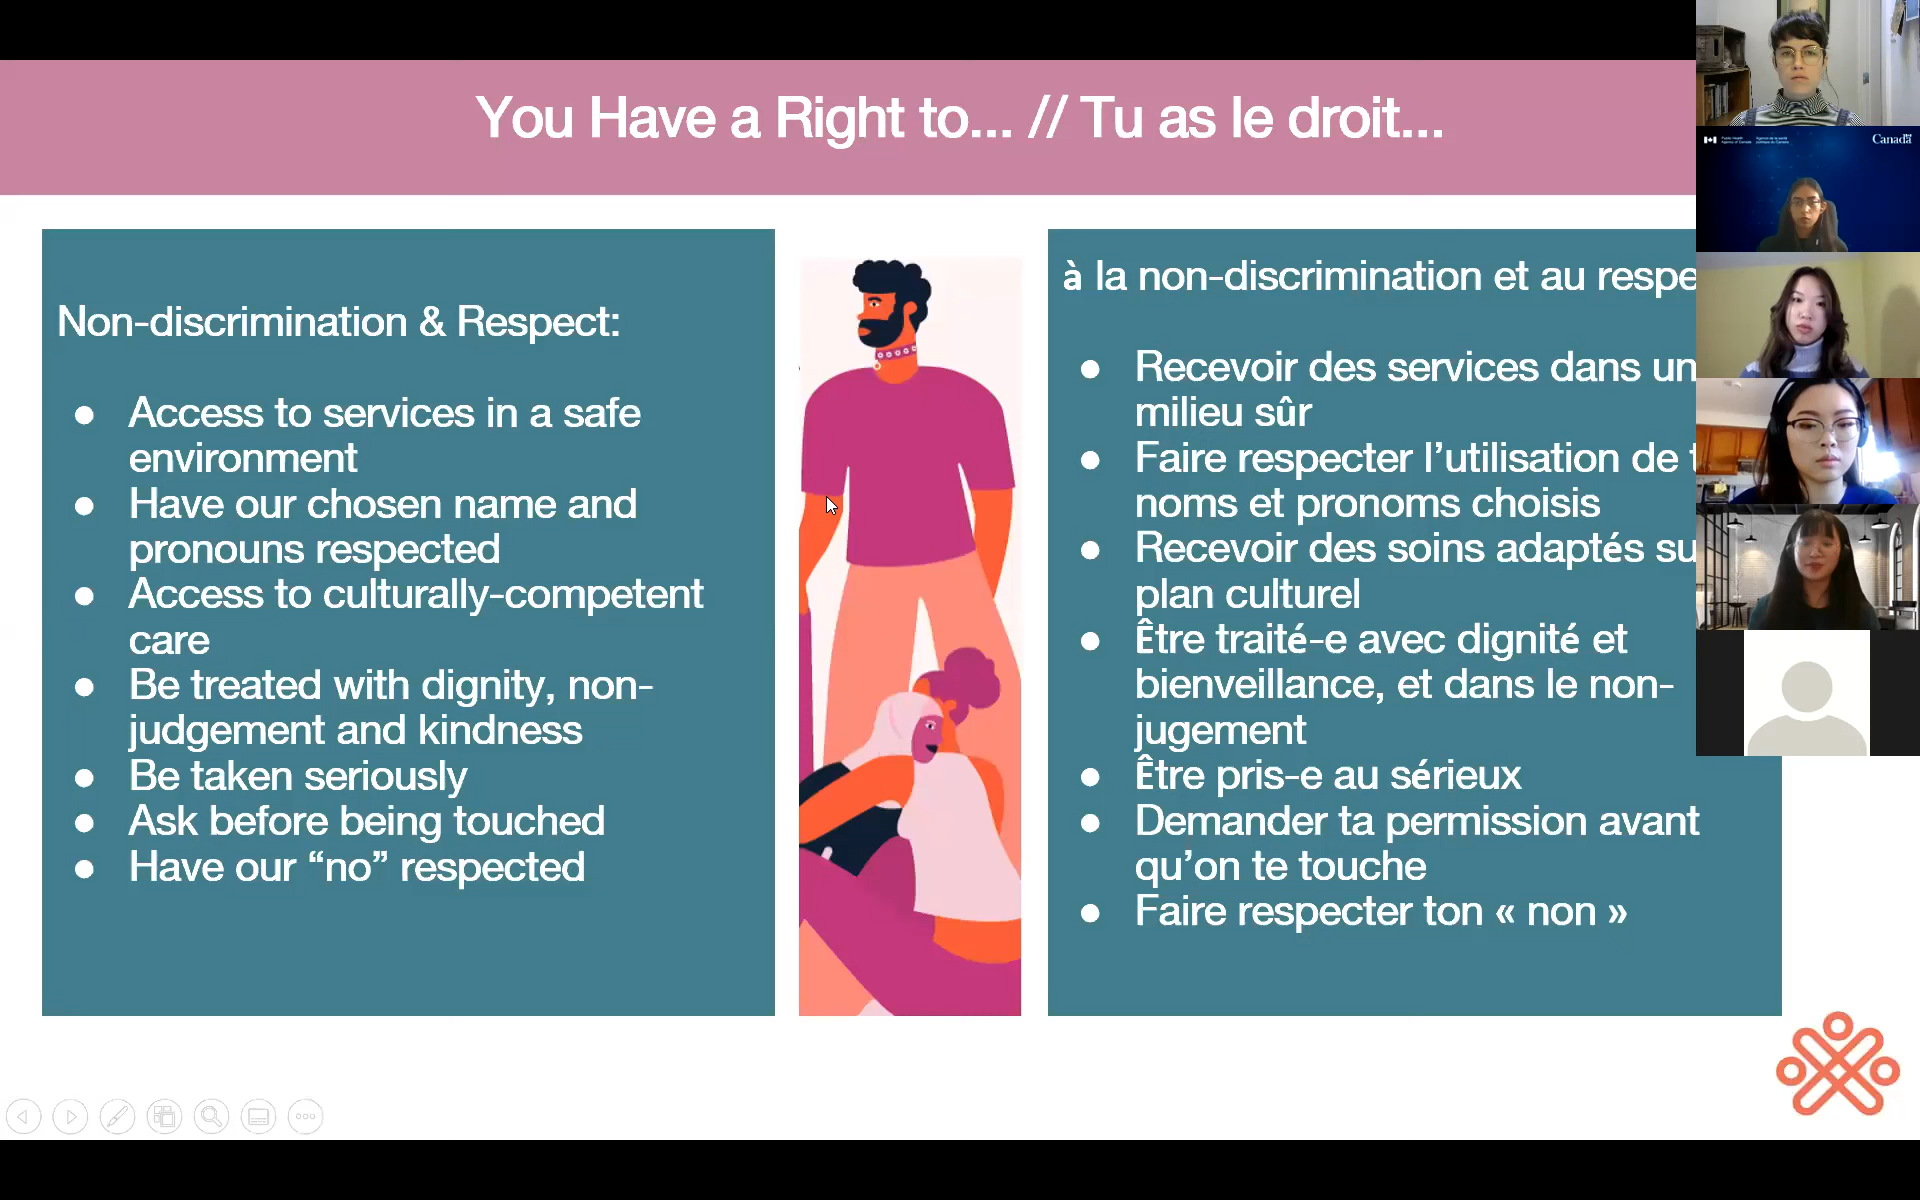 You Have a Right to... // Tu as le droit...
Non-discrimination & Respect:
● Access to services in a safe
environment
● Have our chosen name and
pronouns respected
● Access to culturally-competent
care
● Be treated with dignity, non-
judgement and kindness
● Be taken seriously
● Ask before being touched
● Have our “no” respected
à la non-discrimination et au respe
● Recevoir des services dans un
milieu sûr
● Faire respecter l’utilisation de
noms et pronoms choisis
● Recevoir des soins adaptés su
plan culturel
● Être traité-e avec dignité et
bienveillance, et dans le non-
jugement
● Être pris-e au sérieux
● Demander ta permission avant
qu’on te touche
● Faire respecter ton « non »
Canada